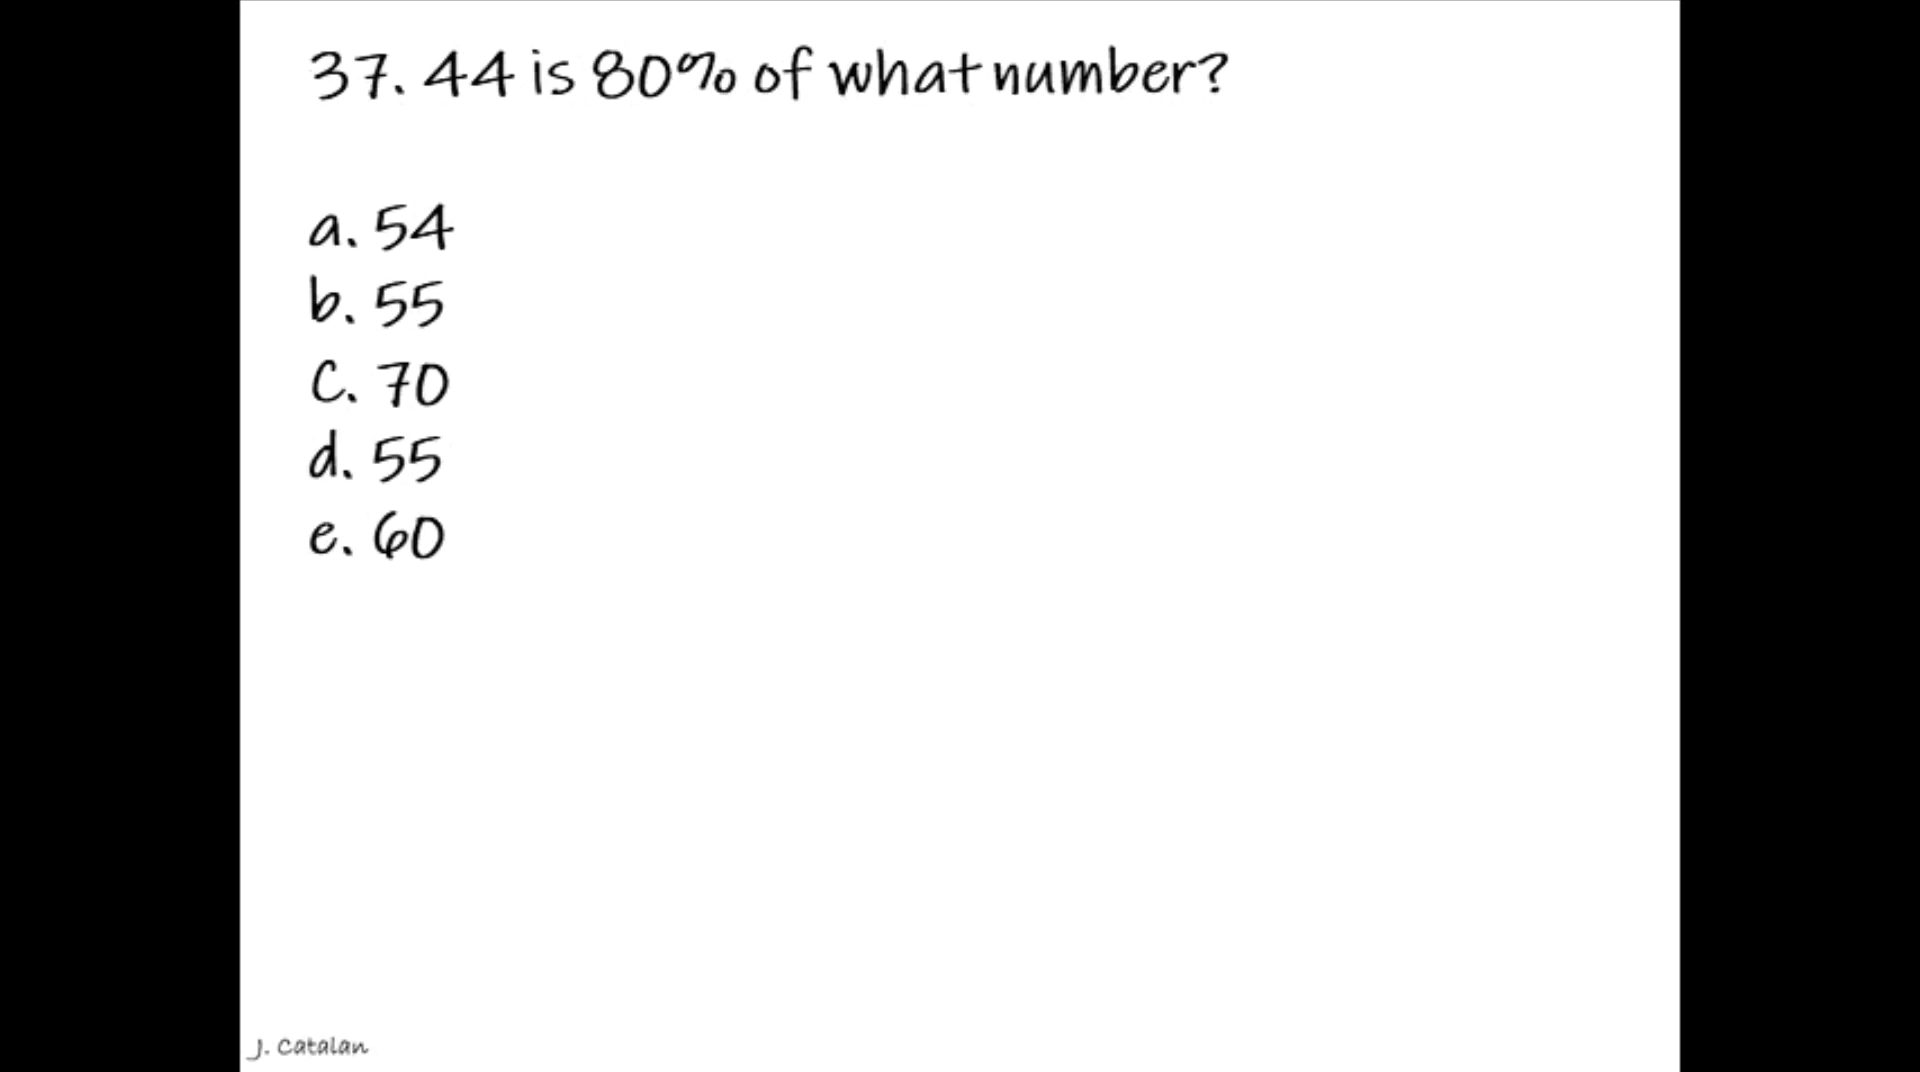 37. 44 is 80% of what number?
a. 54
b. 55
C. 70
d. 55
e. 60
J. Catalan